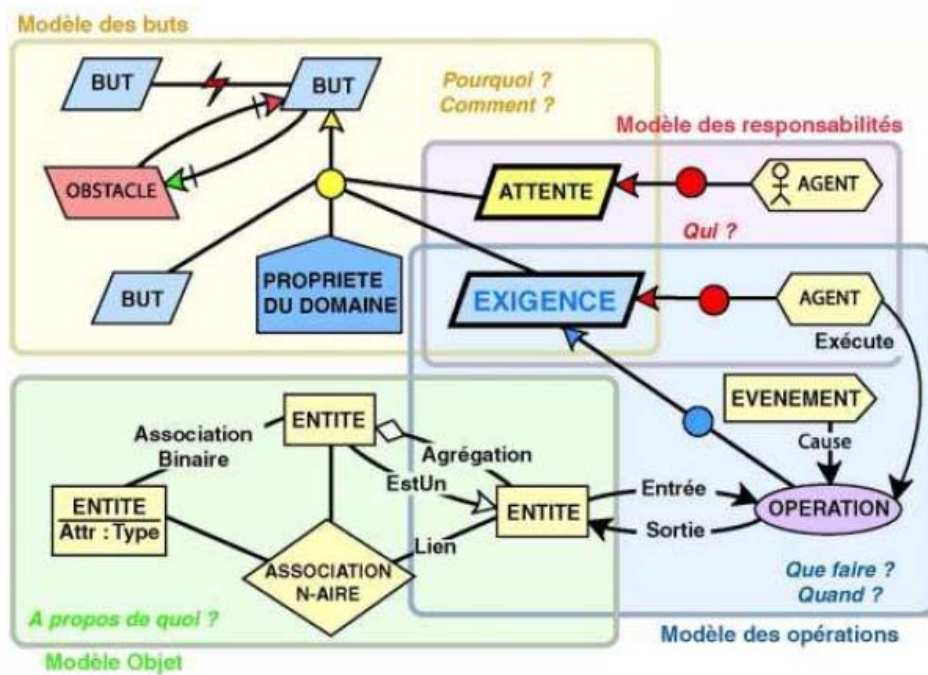 Modèle des buts
BUT
BUT
Pourquoi ?
Comment ?
Modèle des responsabilités
OBSTACLE
ATTENTE
AGENT
Qui ?
BUT
PROPRIETE
DU DOMAINE
EXIGENCE
AGENT
Exécute
EVENEMENT
Cause
ENTITE
Association
Binaire
Agrégation
EstUn
ENTITE
Attr : Type
ENTITE
Entrée
OPERATION
Sortie
Lien
ASSOCIATION
N-AIRE
Que faire ?
Quand ?
A propos de quoi ?
Modèle des opérations
Modèle Objet